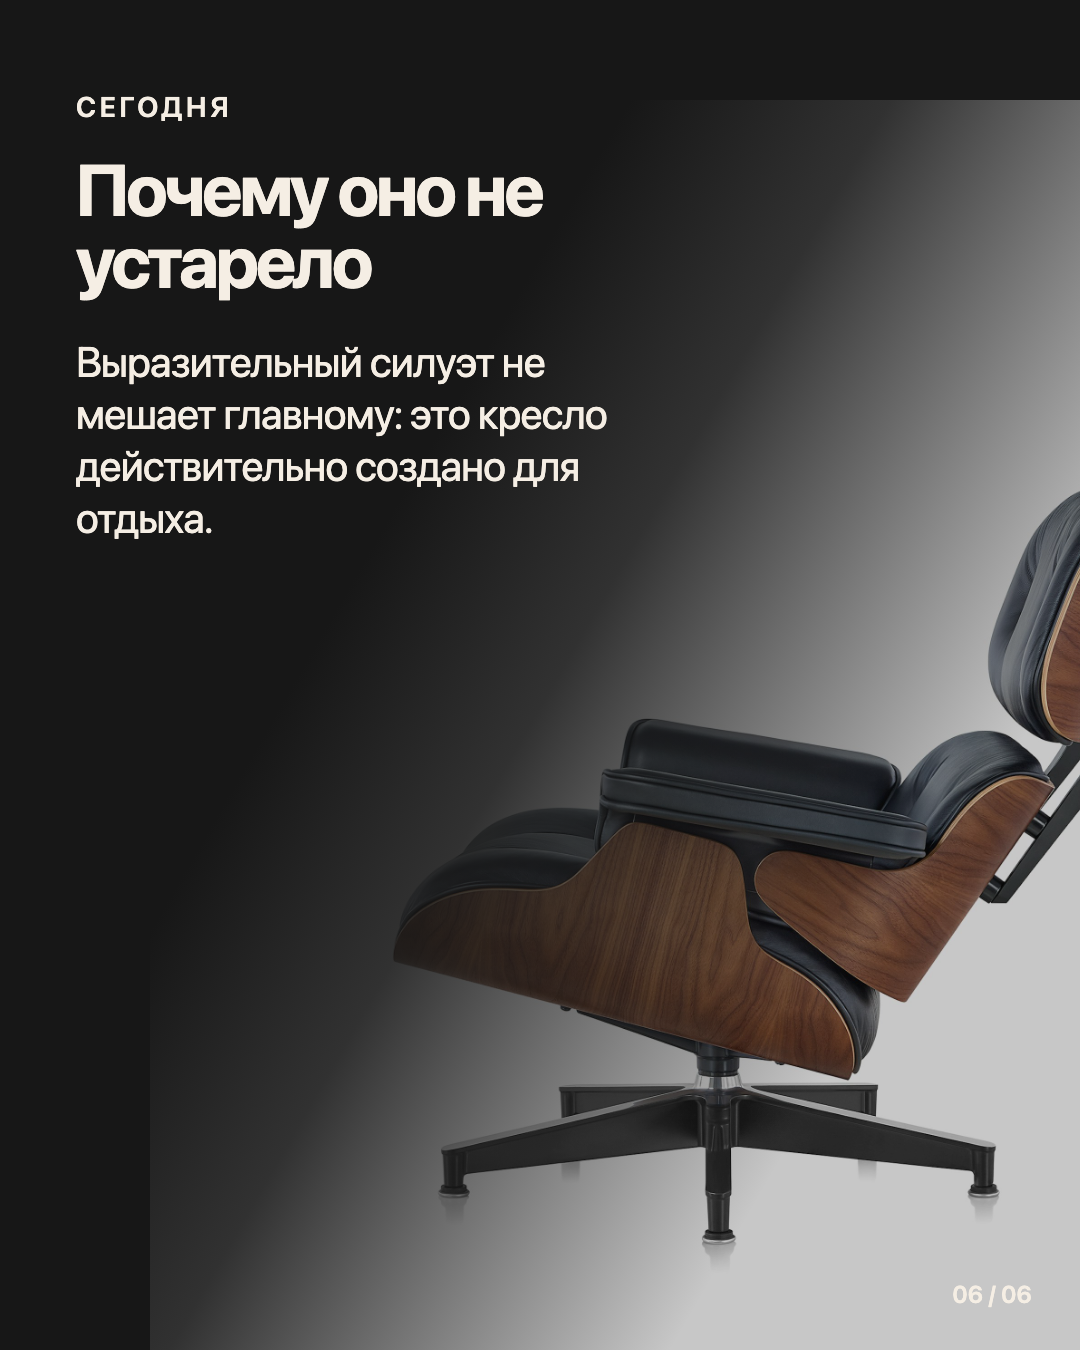 СЕГОДНЯ
Почему оно не
устарело
Выразительный силуэт не
мешает главному: это кресло
действительно создано для
отдыха.
06 / 06